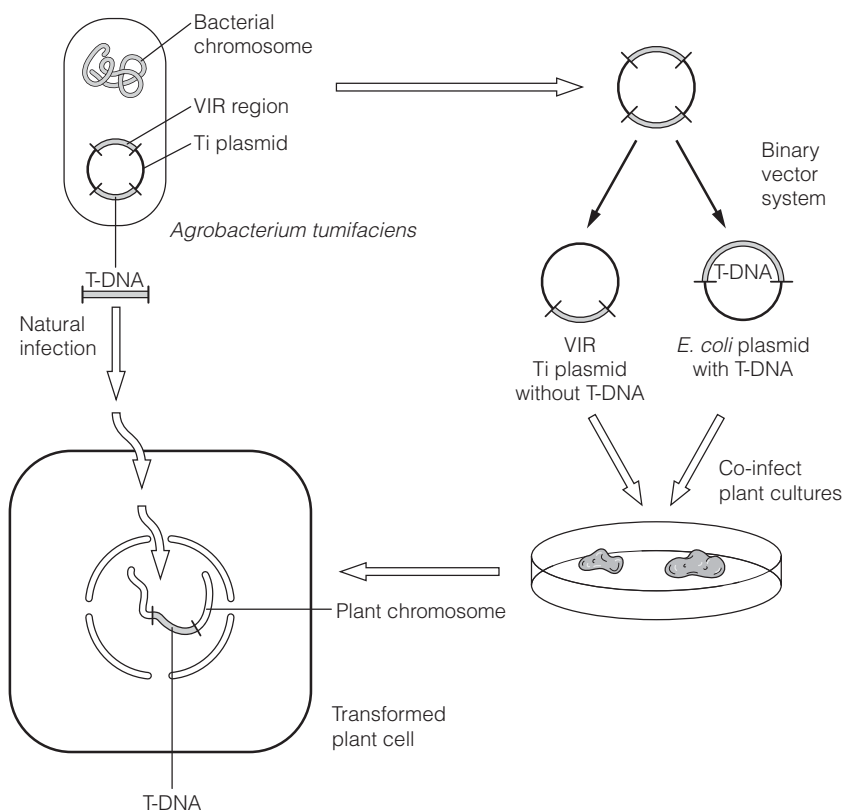 Bacterial
chromosome
VIR region
Ti plasmid
Agrobacterium tumifaciens
T-DNA
Natural
infection
Binary
vector
system
T-DNA
VIR
Ti plasmid
without T-DNA
E. coli plasmid
with T-DNA
Co-infect
plant cultures
Plant chromosome
Transformed
plant cell
T-DNA